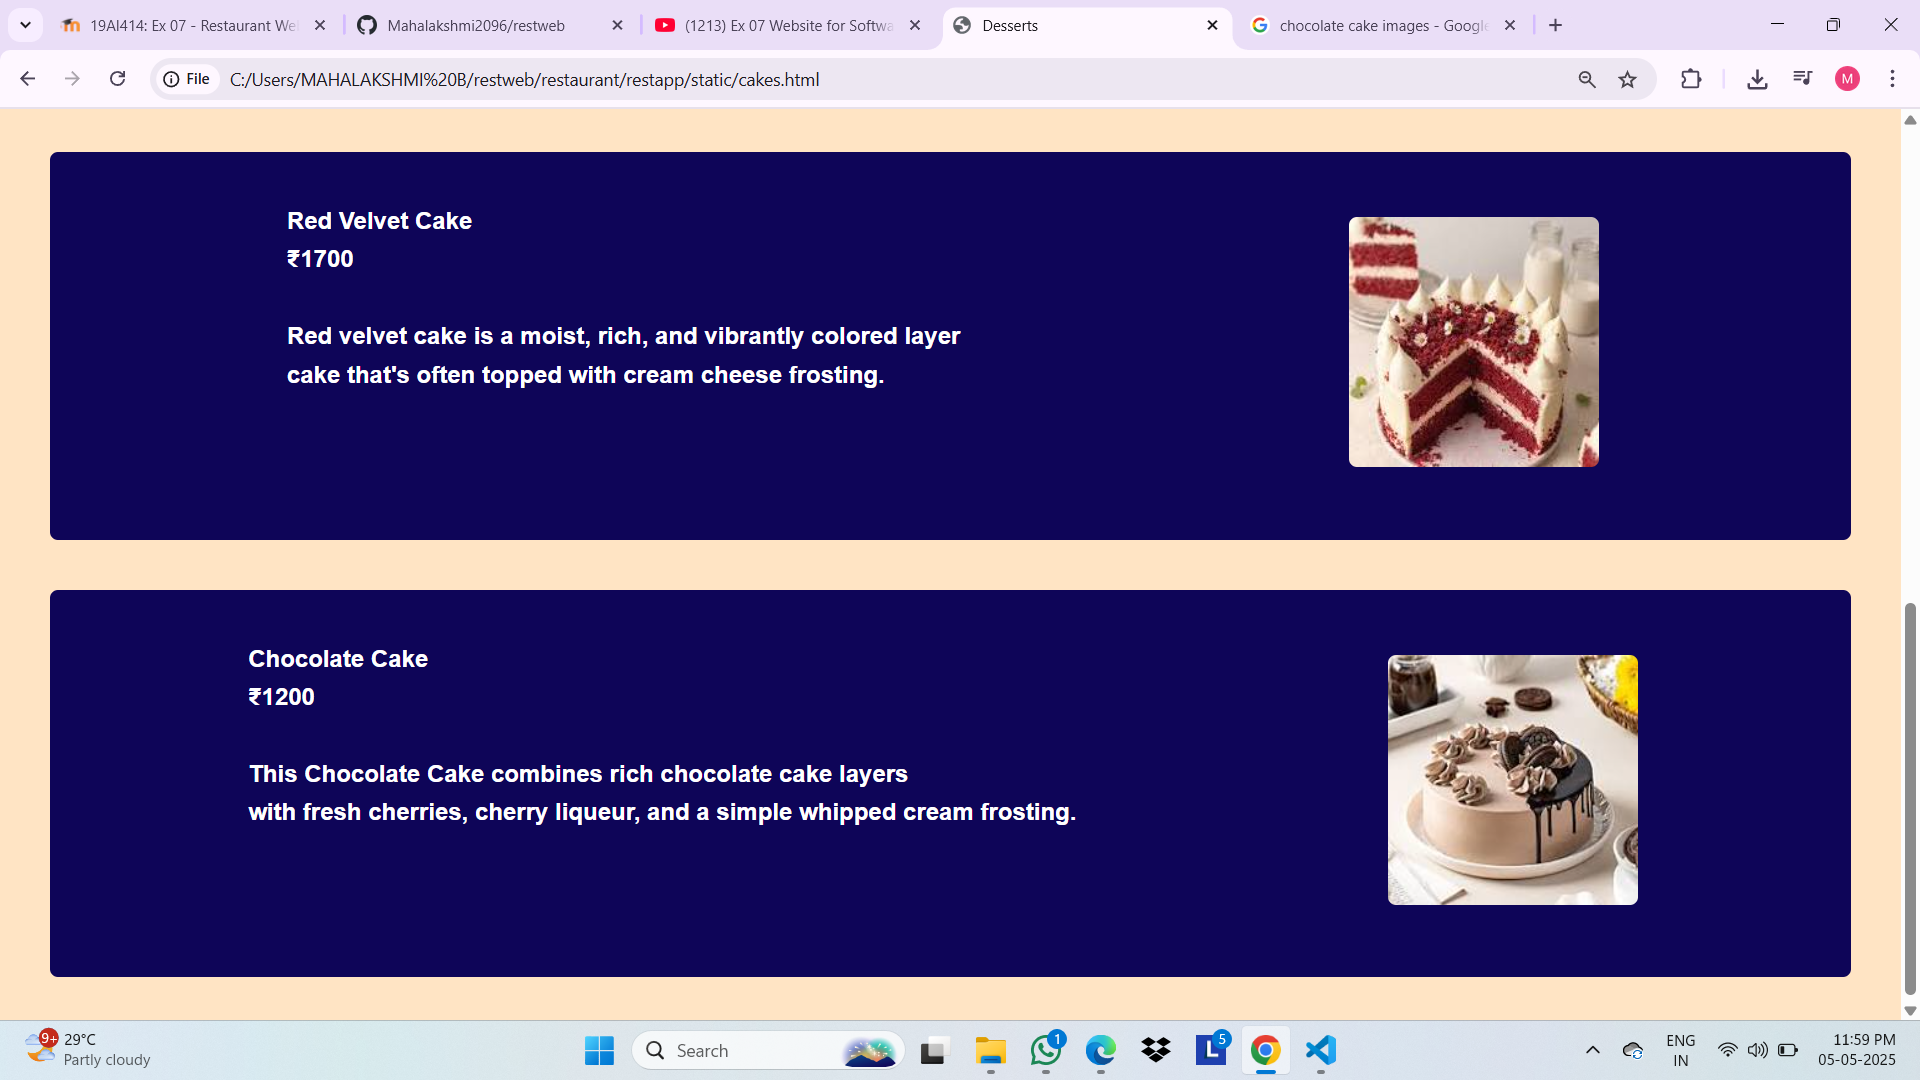 19AI414: Ex 07 - Restaurant We
Mahalakshmi2096/restweb
(1213) Ex 07 Website for Softwa
Desserts
chocolate cake images - Google
File
C:/Users/MAHALAKSHMI%20B/restweb/restaurant/restapp/static/cakes.html
M
Red Velvet Cake
₹1700
Red velvet cake is a moist, rich, and vibrantly colored layer
cake that's often topped with cream cheese frosting.
Chocolate Cake
₹1200
This Chocolate Cake combines rich chocolate cake layers
with fresh cherries, cherry liqueur, and a simple whipped cream frosting.
9+
29°C
Partly cloudy
Search
1
L
5
ENG
IN
11:59 PM
05-05-2025